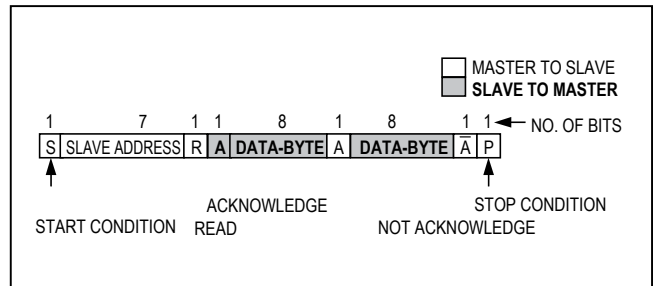 MASTER TO SLAVE
SLAVE TO MASTER
1 7 1 1 8 1 8 1 1 NO. OF BITS
S SLAVE ADDRESS R A DATA-BYTE A DATA-BYTE A̅ P
ACKNOWLEDGE STOP CONDITION
START CONDITION READ NOT ACKNOWLEDGE